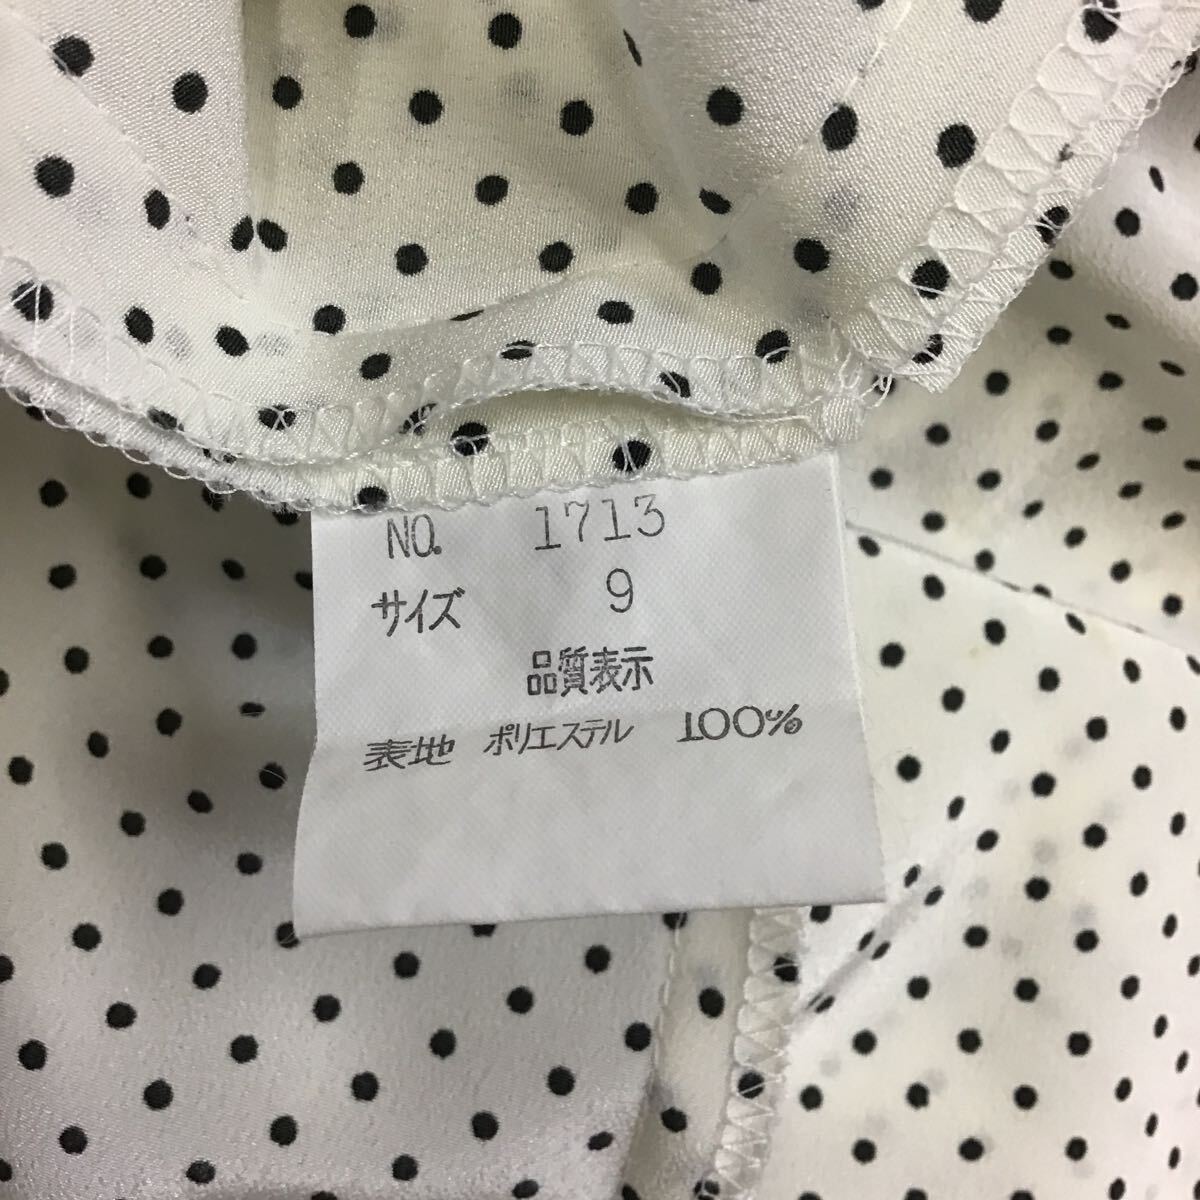 NO. 1713
サイズ 9
品質表示
表地 ポリエステル 100%